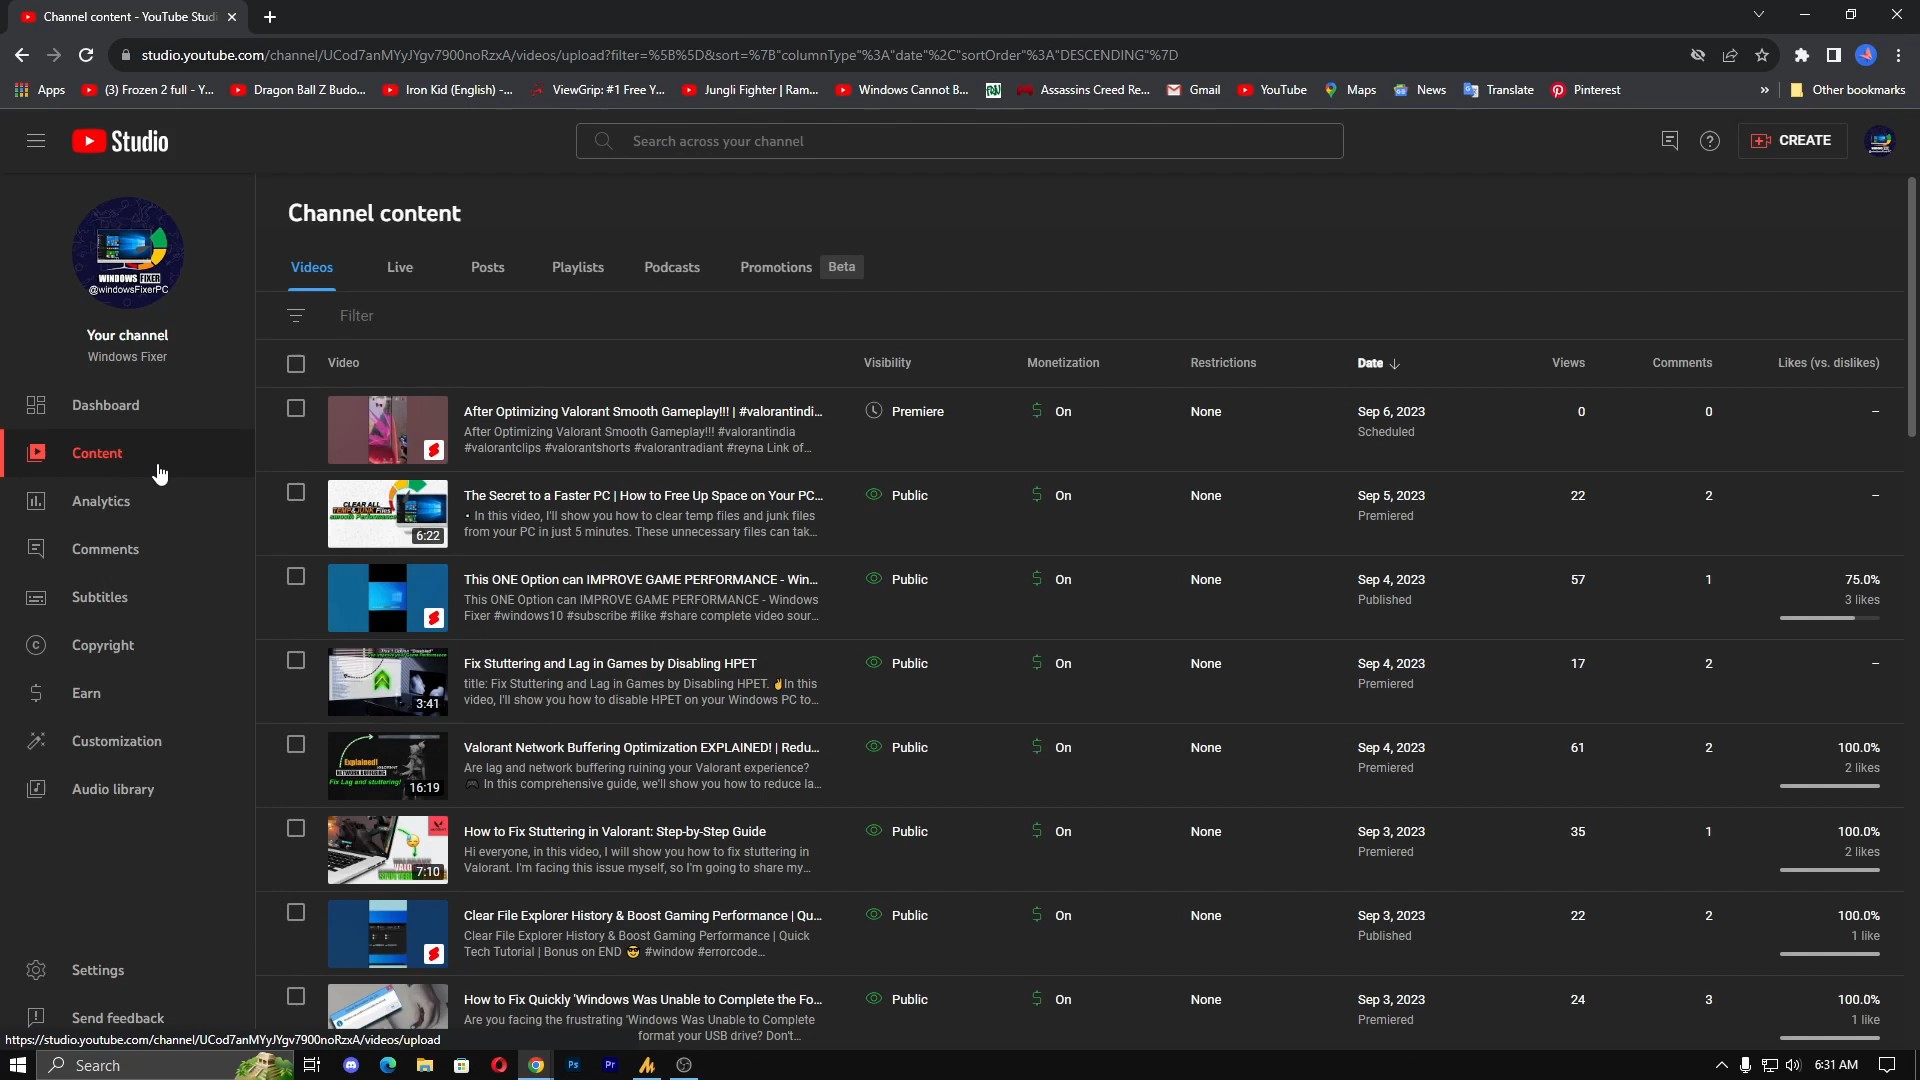 Channel content - YouTube Studi
studio.youtube.com/channel/UCod7anMYyJYgv7900noRzxA/videos/upload?filter=%5B%5D&sort=%7B"columnType"%3A"date"%2C"sortOrder"%3A"DESCENDING"%7D
Apps (3) Frozen 2 full - Y... Dragon Ball Z Budo... Iron Kid (English) -... ViewGrip: #1 Free Y... Jungli Fighter | Ram... Windows Cannot B... Assassins Creed Re... Gmail YouTube Maps News Translate Pinterest » Other bookmarks
Studio
Search across your channel
CREATE
WINDOWS FIXER
@windowsFixerPC
Your channel
Windows Fixer
Dashboard
Content
Analytics
Comments
Subtitles
Copyright
Earn
Customization
Audio library
Settings
Send feedback
Channel content
Videos Live Posts Playlists Podcasts Promotions Beta
Filter
Video Visibility Monetization Restrictions Date Views Comments Likes (vs. dislikes)
After Optimizing Valorant Smooth Gameplay!!! | #valorantindi... Premiere On None Sep 6, 2023 0 0 –
After Optimizing Valorant Smooth Gameplay!!! #valorantindia Scheduled
#valorantclips #valorantshorts #valorantradiant #reyna Link of...
CLEAR ALL
TEMP & JUNK Files
smooth Performance
6:22
The Secret to a Faster PC | How to Free Up Space on Your PC... Public On None Sep 5, 2023 22 2 –
• In this video, I'll show you how to clear temp files and junk files Premiered
from your PC in just 5 minutes. These unnecessary files can tak...
This ONE Option can IMPROVE GAME PERFORMANCE - Win... Public On None Sep 4, 2023 57 1 75.0%
This ONE Option can IMPROVE GAME PERFORMANCE - Windows Published 3 likes
Fixer #windows10 #subscribe #like #share complete video sour...
3:41
Fix Stuttering and Lag in Games by Disabling HPET Public On None Sep 4, 2023 17 2 –
title: Fix Stuttering and Lag in Games by Disabling HPET. ✌In this Premiered
video, I'll show you how to disable HPET on your Windows PC to...
Explained!
NETWORK BUFFERING
Fix Lag and stuttering!
16:19
Valorant Network Buffering Optimization EXPLAINED! | Redu... Public On None Sep 4, 2023 61 2 100.0%
Are lag and network buffering ruining your Valorant experience? Premiered 2 likes
🎮 In this comprehensive guide, we'll show you how to reduce la...
7:10
How to Fix Stuttering in Valorant: Step-by-Step Guide Public On None Sep 3, 2023 35 1 100.0%
Hi everyone, in this video, I will show you how to fix stuttering in Premiered 2 likes
Valorant. I'm facing this issue myself, so I'm going to share my...
Clear File Explorer History & Boost Gaming Performance | Qu... Public On None Sep 3, 2023 22 2 100.0%
Clear File Explorer History & Boost Gaming Performance | Quick Published 1 like
Tech Tutorial | Bonus on END 😎 #window #errorcode...
How to Fix Quickly 'Windows Was Unable to Complete the Fo... Public On None Sep 3, 2023 24 3 100.0%
Are you facing the frustrating 'Windows Was Unable to Complete Premiered 1 like
format your USB drive? Don't...
https://studio.youtube.com/channel/UCod7anMYyJYgv7900noRzxA/videos/upload
Search
Ps Pr
6:31 AM